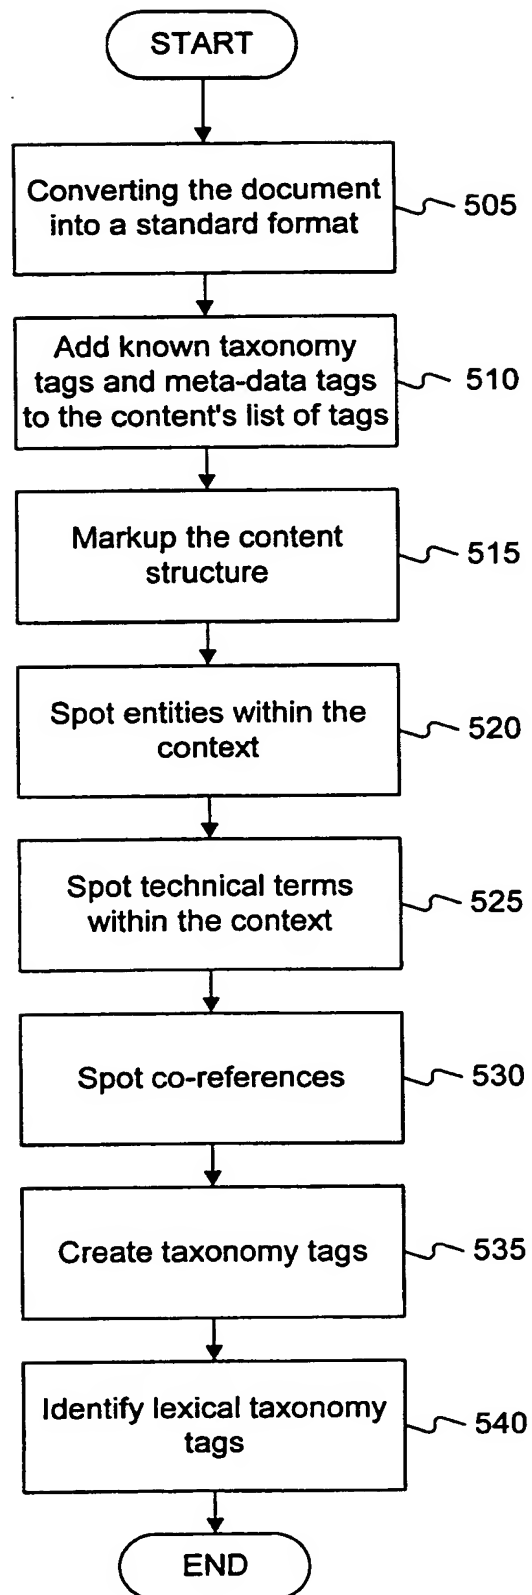 START
Converting the document
into a standard format
505
Add known taxonomy
tags and meta-data tags
to the content's list of tags
510
Markup the content
structure
515
Spot entities within the
context
520
Spot technical terms
within the context
525
Spot co-references
530
Create taxonomy tags
535
Identify lexical taxonomy
tags
540
END